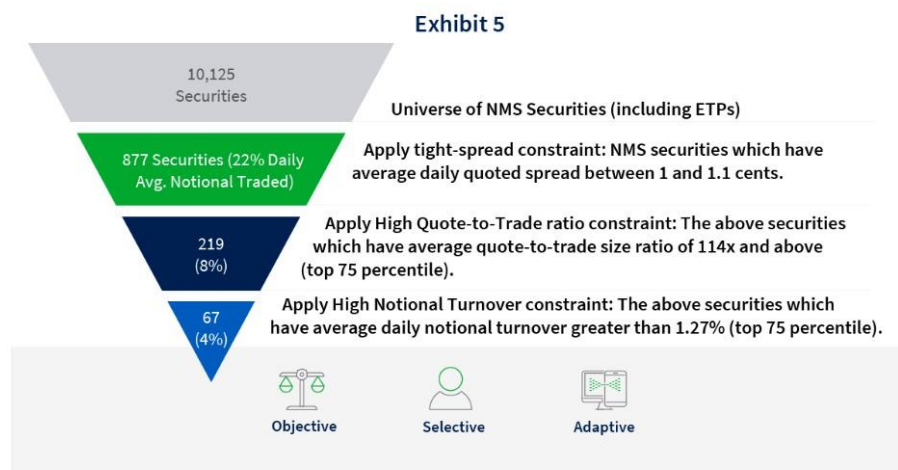 Exhibit 5
10,125
Securities
Universe of NMS Securities (including ETPs)
877 Securities (22% Daily
Avg. Notional Traded)
Apply tight-spread constraint: NMS securities which have
average daily quoted spread between 1 and 1.1 cents.
219
(8%)
Apply High Quote-to-Trade ratio constraint: The above securities
which have average quote-to-trade size ratio of 114x and above
(top 75 percentile).
67
(4%)
Apply High Notional Turnover constraint: The above securities which
have average daily notional turnover greater than 1.27% (top 75 percentile).
Objective
Selective
Adaptive